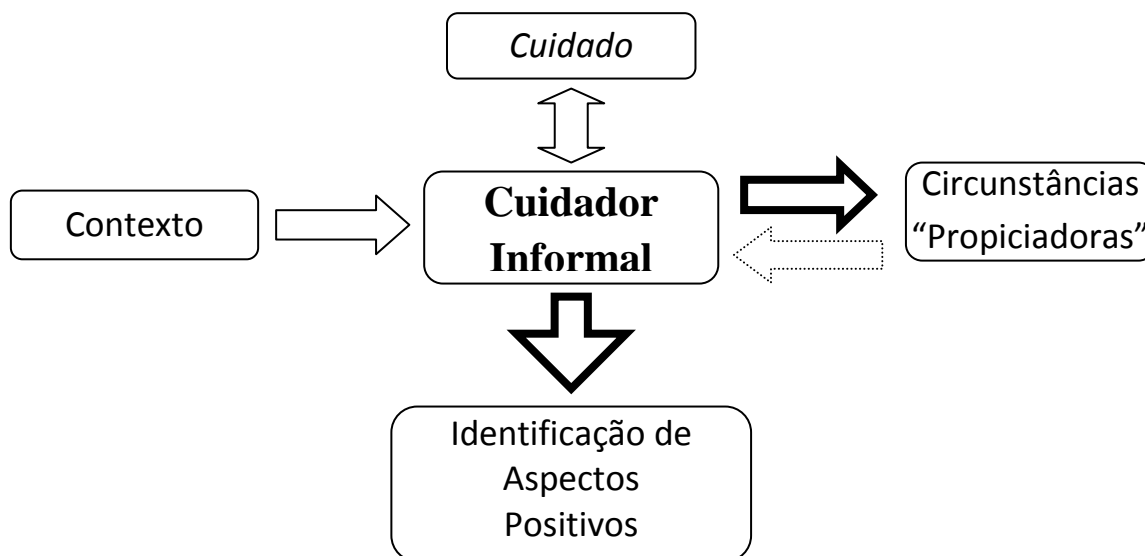 Cuidado
Contexto
Cuidador
Informal
Circunstâncias
“Propiciadoras”
Identificação de
Aspectos
Positivos